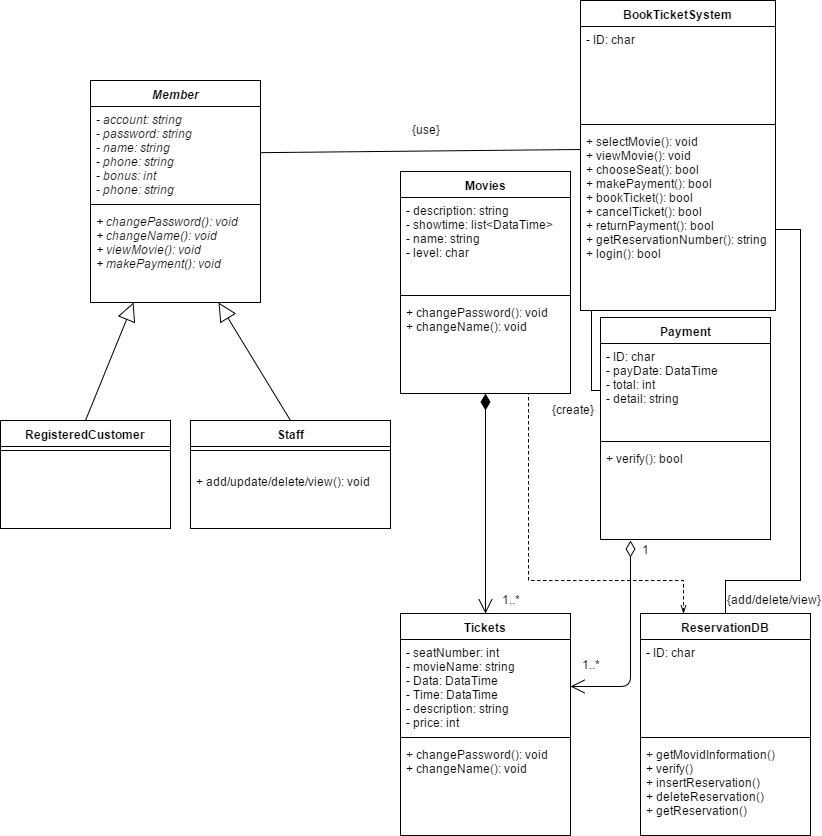 BookTicketSystem
- ID: char
+ selectMovie(): void
+ viewMovie(): void
+ chooseSeat(): bool
+ makePayment(): bool
+ bookTicket(): bool
+ cancelTicket(): bool
+ returnPayment(): bool
+ getReservationNumber(): string
+ login(): bool
Member
- account: string
- password: string
- name: string
- phone: string
- bonus: int
- phone: string
+ changePassword(): void
+ changeName(): void
+ viewMovie(): void
+ makePayment(): void
{use}
Movies
- description: string
- showtime: list<DataTime>
- name: string
- level: char
+ changePassword(): void
+ changeName(): void
Payment
- ID: char
- payDate: DataTime
- total: int
- detail: string
+ verify(): bool
{create}
RegisteredCustomer
Staff
+ add/update/delete/view(): void
1
1..*
{add/delete/view}
Tickets
- seatNumber: int
- movieName: string
- Data: DataTime
- Time: DataTime
- description: string
- price: int
+ changePassword(): void
+ changeName(): void
1..*
ReservationDB
- ID: char
+ getMovidInformation()
+ verify()
+ insertReservation()
+ deleteReservation()
+ getReservation()